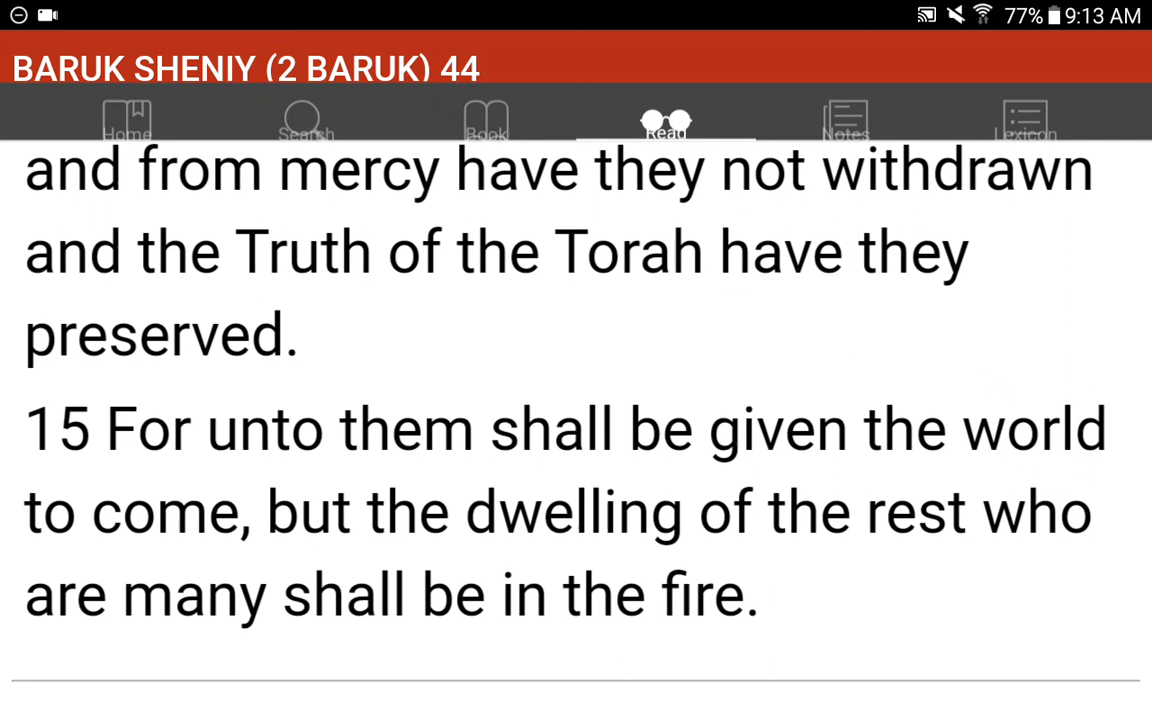 77% 9:13 AM
BARUK SHENIY (2 BARUK) 44
Home Search Book Read Notes Lexicon
and from mercy have they not withdrawn
and the Truth of the Torah have they
preserved.
15 For unto them shall be given the world
to come, but the dwelling of the rest who
are many shall be in the fire.